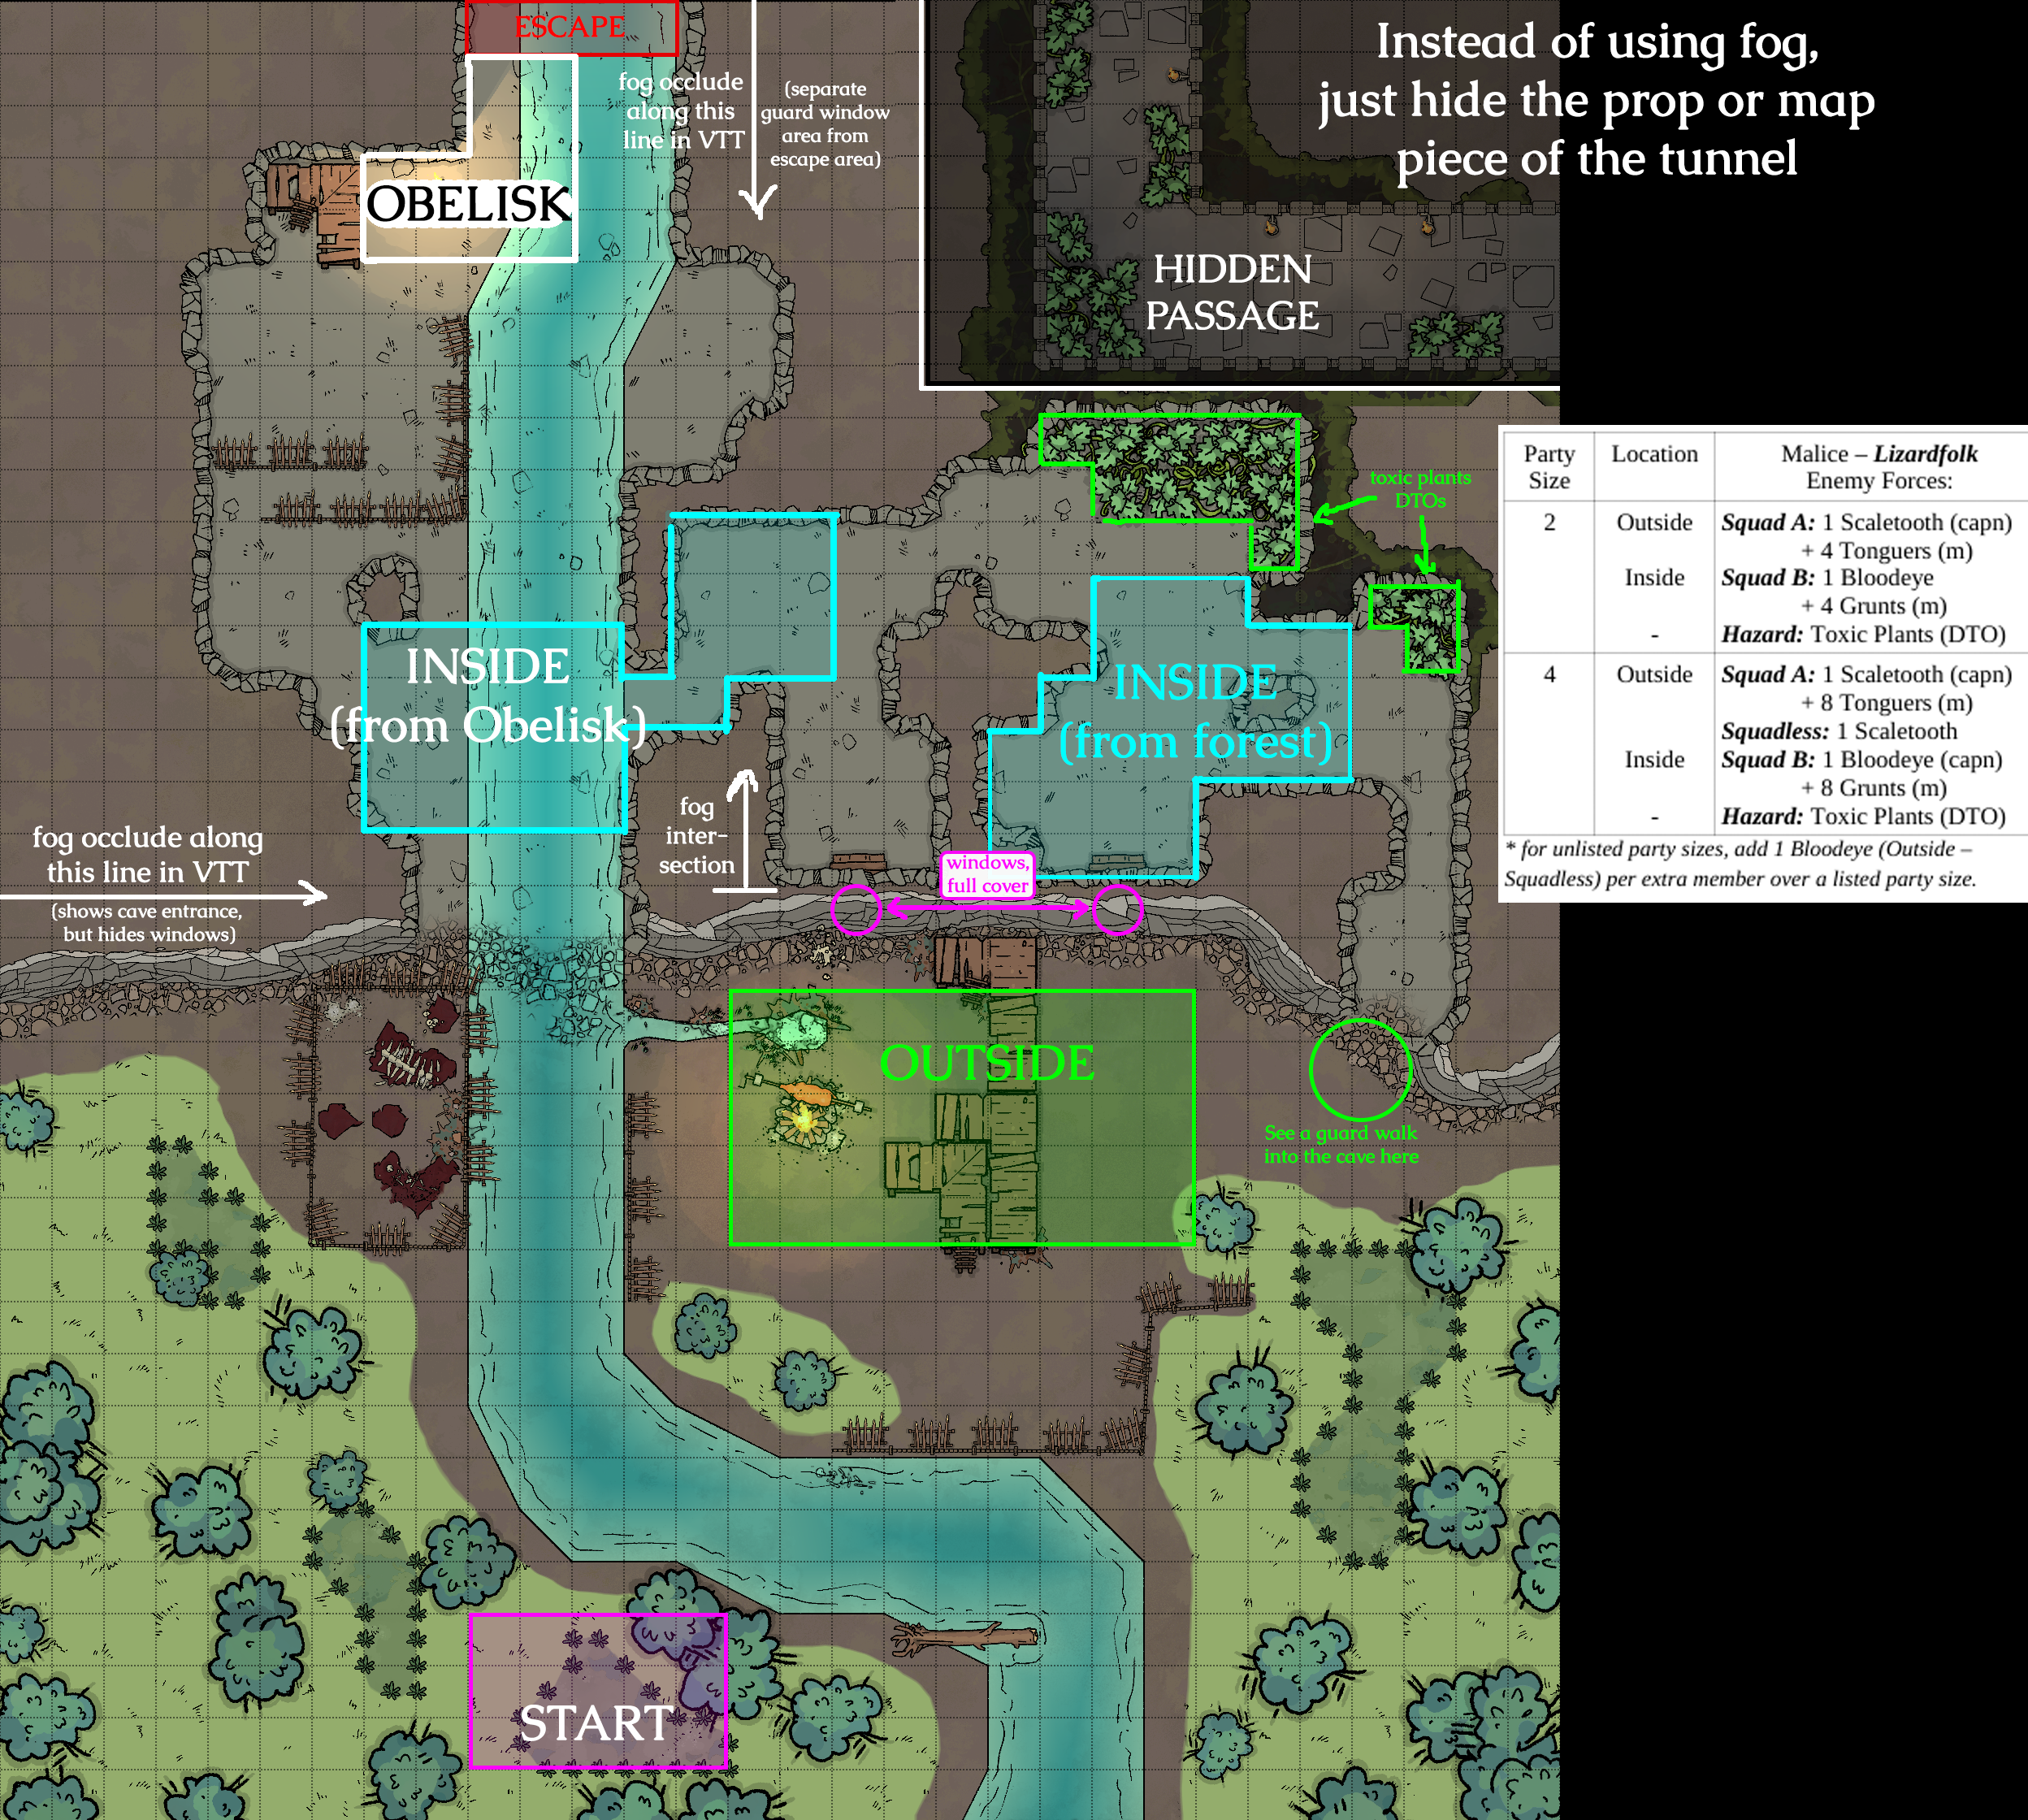 ESCAPE
fog occlude
along this
line in VTT
(separate
guard window
area from
escape area)
Instead of using fog,
just hide the prop or map
piece of the tunnel
OBELISK
HIDDEN
PASSAGE
toxic plants
DTOs
Party Size
Location
Malice – Lizardfolk
Enemy Forces:
2 Outside Squad A: 1 Scaletooth (capn)
+ 4 Tonguers (m)
Inside Squad B: 1 Bloodeye
+ 4 Grunts (m)
- Hazard: Toxic Plants (DTO)
4 Outside Squad A: 1 Scaletooth (capn)
+ 8 Tonguers (m)
Squadless: 1 Scaletooth
Inside Squad B: 1 Bloodeye (capn)
+ 8 Grunts (m)
- Hazard: Toxic Plants (DTO)
* for unlisted party sizes, add 1 Bloodeye (Outside –
Squadless) per extra member over a listed party size.
INSIDE
(from Obelisk)
INSIDE
(from forest)
fog
inter-
section
windows,
full cover
fog occlude along
this line in VTT
(shows cave entrance,
but hides windows)
OUTSIDE
See a guard walk
into the cave here
START